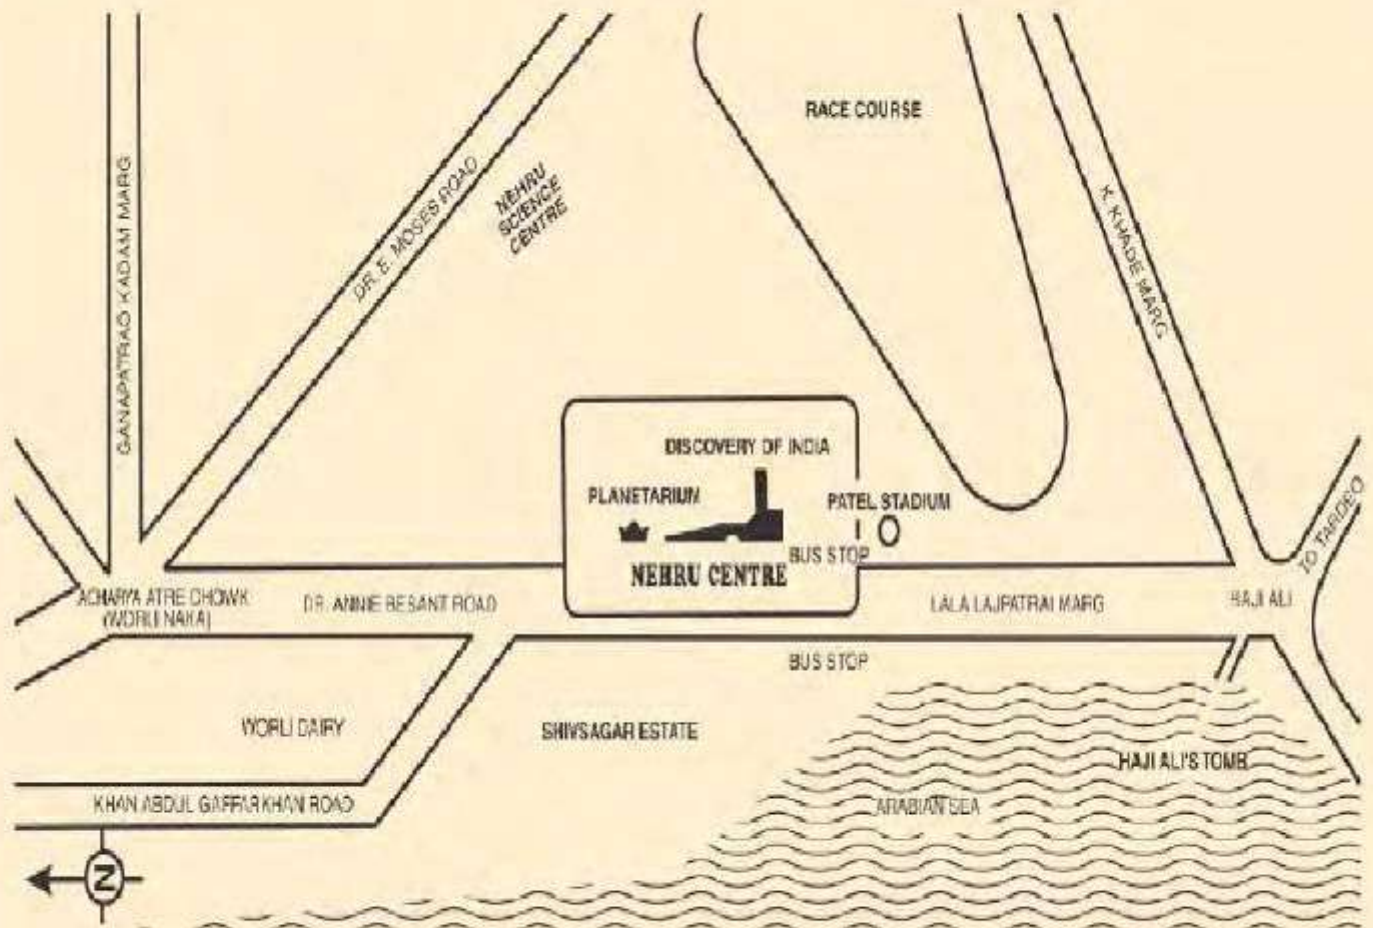 RACE COURSE
GANAPATRAO KADAM MARG
DR. E. MOSES ROAD
NEHRU
SCIENCE
CENTRE
K. KHADE MARG
DISCOVERY OF INDIA
PLANETARIUM
PATEL STADIUM
BUS STOP
NEHRU CENTRE
TO TARDEO
ACHARYA ATRE CHOWK
(WORLI NAKA)
DR. ANNIE BESANT ROAD
LALA LAJPATRAI MARG
HAJI ALI
BUS STOP
WORLI DAIRY
SHIVSAGAR ESTATE
HAJI ALI'S TOMB
KHAN ABDUL GAFFAR KHAN ROAD
ARABIAN SEA
N